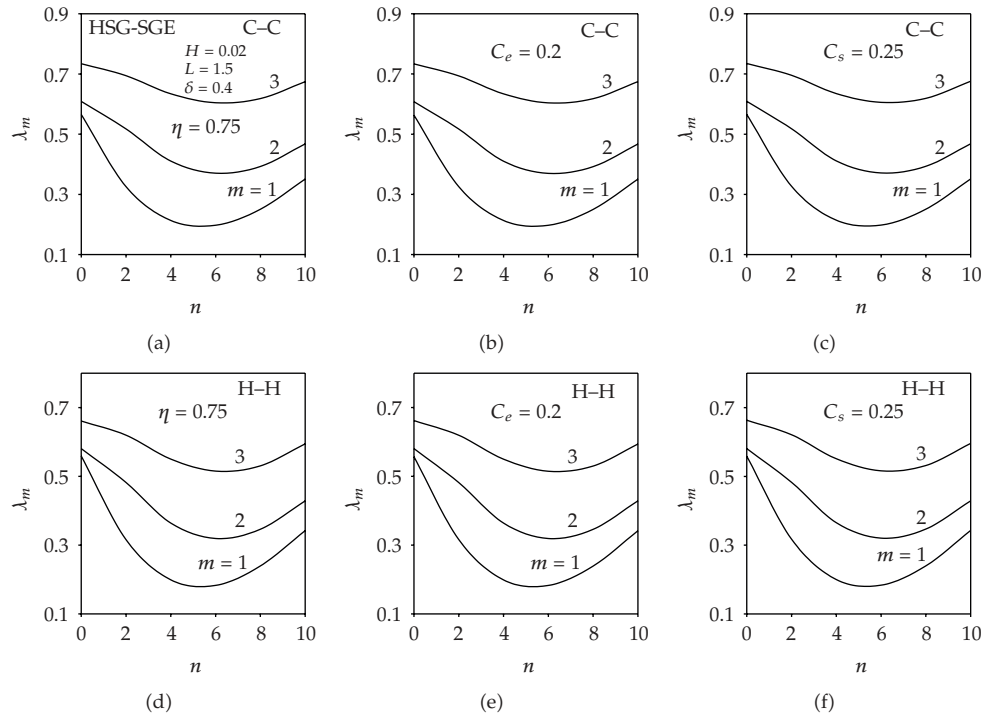 0.9
HSG-SGE
C–C
H = 0.02
L = 1.5
δ = 0.4
3
0.7
η = 0.75
0.5
λm
2
0.3
m = 1
0.1
0 2 4 6 8 10
n
(a)
0.9
C–C
Ce = 0.2
0.7
3
λm
0.5
2
0.3
m = 1
0.1
0 2 4 6 8 10
n
(b)
0.9
C–C
Cs = 0.25
0.7
3
λm
0.5
2
0.3
m = 1
0.1
0 2 4 6 8 10
n
(c)
H–H
0.7
η = 0.75
3
λm
0.5
2
0.3
m = 1
0.1
0 2 4 6 8 10
n
(d)
H–H
0.7
Ce = 0.2
3
λm
0.5
2
0.3
m = 1
0.1
0 2 4 6 8 10
n
(e)
H–H
0.7
Cs = 0.25
3
λm
0.5
2
0.3
m = 1
0.1
0 2 4 6 8 10
n
(f)